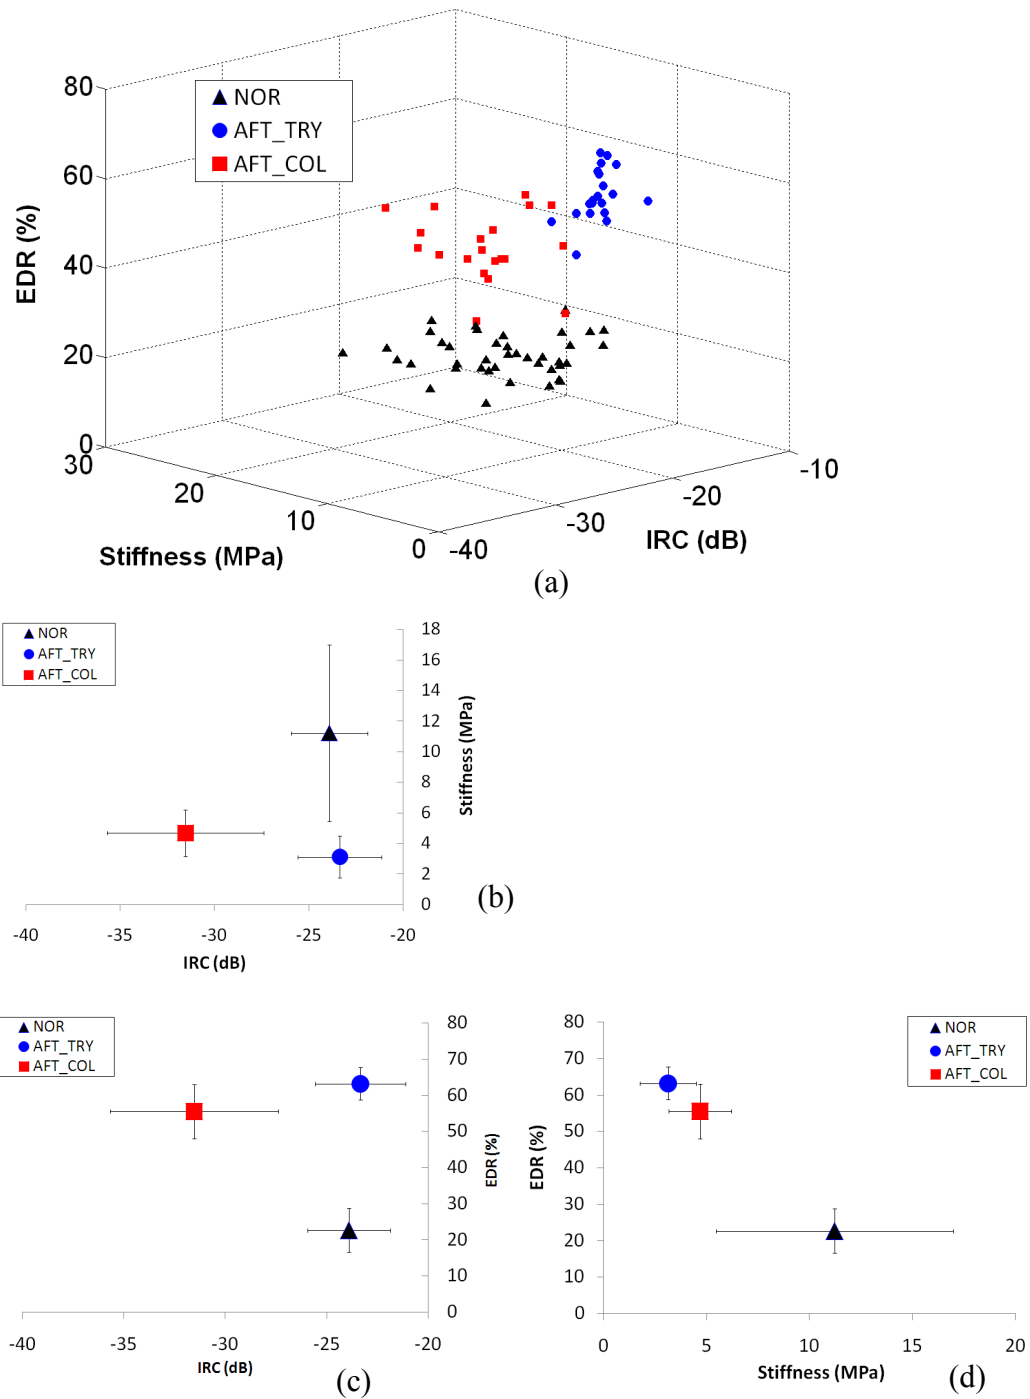 80
60
40
20
0
EDR (%)
NOR
AFT_TRY
AFT_COL
30
20
10
0
Stiffness (MPa)
-40
-30
-20
-10
IRC (dB)
(a)
NOR
AFT_TRY
AFT_COL
18
16
14
12
10
8
6
4
2
0
Stiffness (MPa)
-40 -35 -30 -25 -20
IRC (dB)
(b)
NOR
AFT_TRY
AFT_COL
80
70
60
50
40
30
20
10
0
EDR (%)
-40 -35 -30 -25 -20
IRC (dB)
(c)
NOR
AFT_TRY
AFT_COL
80
70
60
50
40
30
20
10
0
EDR (%)
0 5 10 15 20
Stiffness (MPa)
(d)